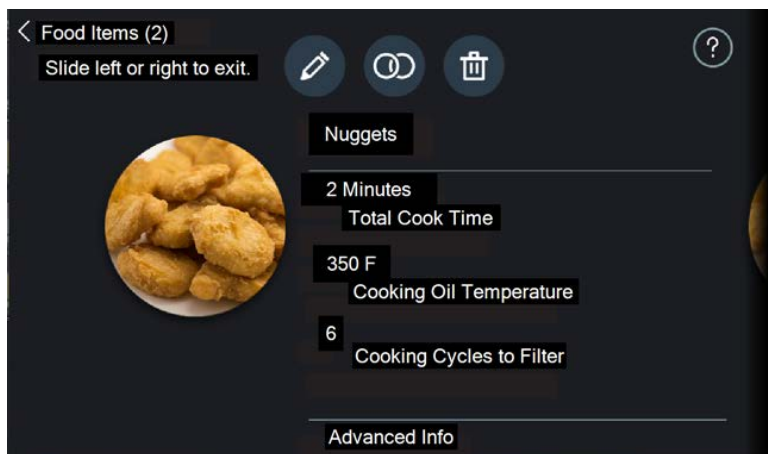 Food Items (2)
Slide left or right to exit.
?
Nuggets
2 Minutes
Total Cook Time
350 F
Cooking Oil Temperature
6
Cooking Cycles to Filter
Advanced Info